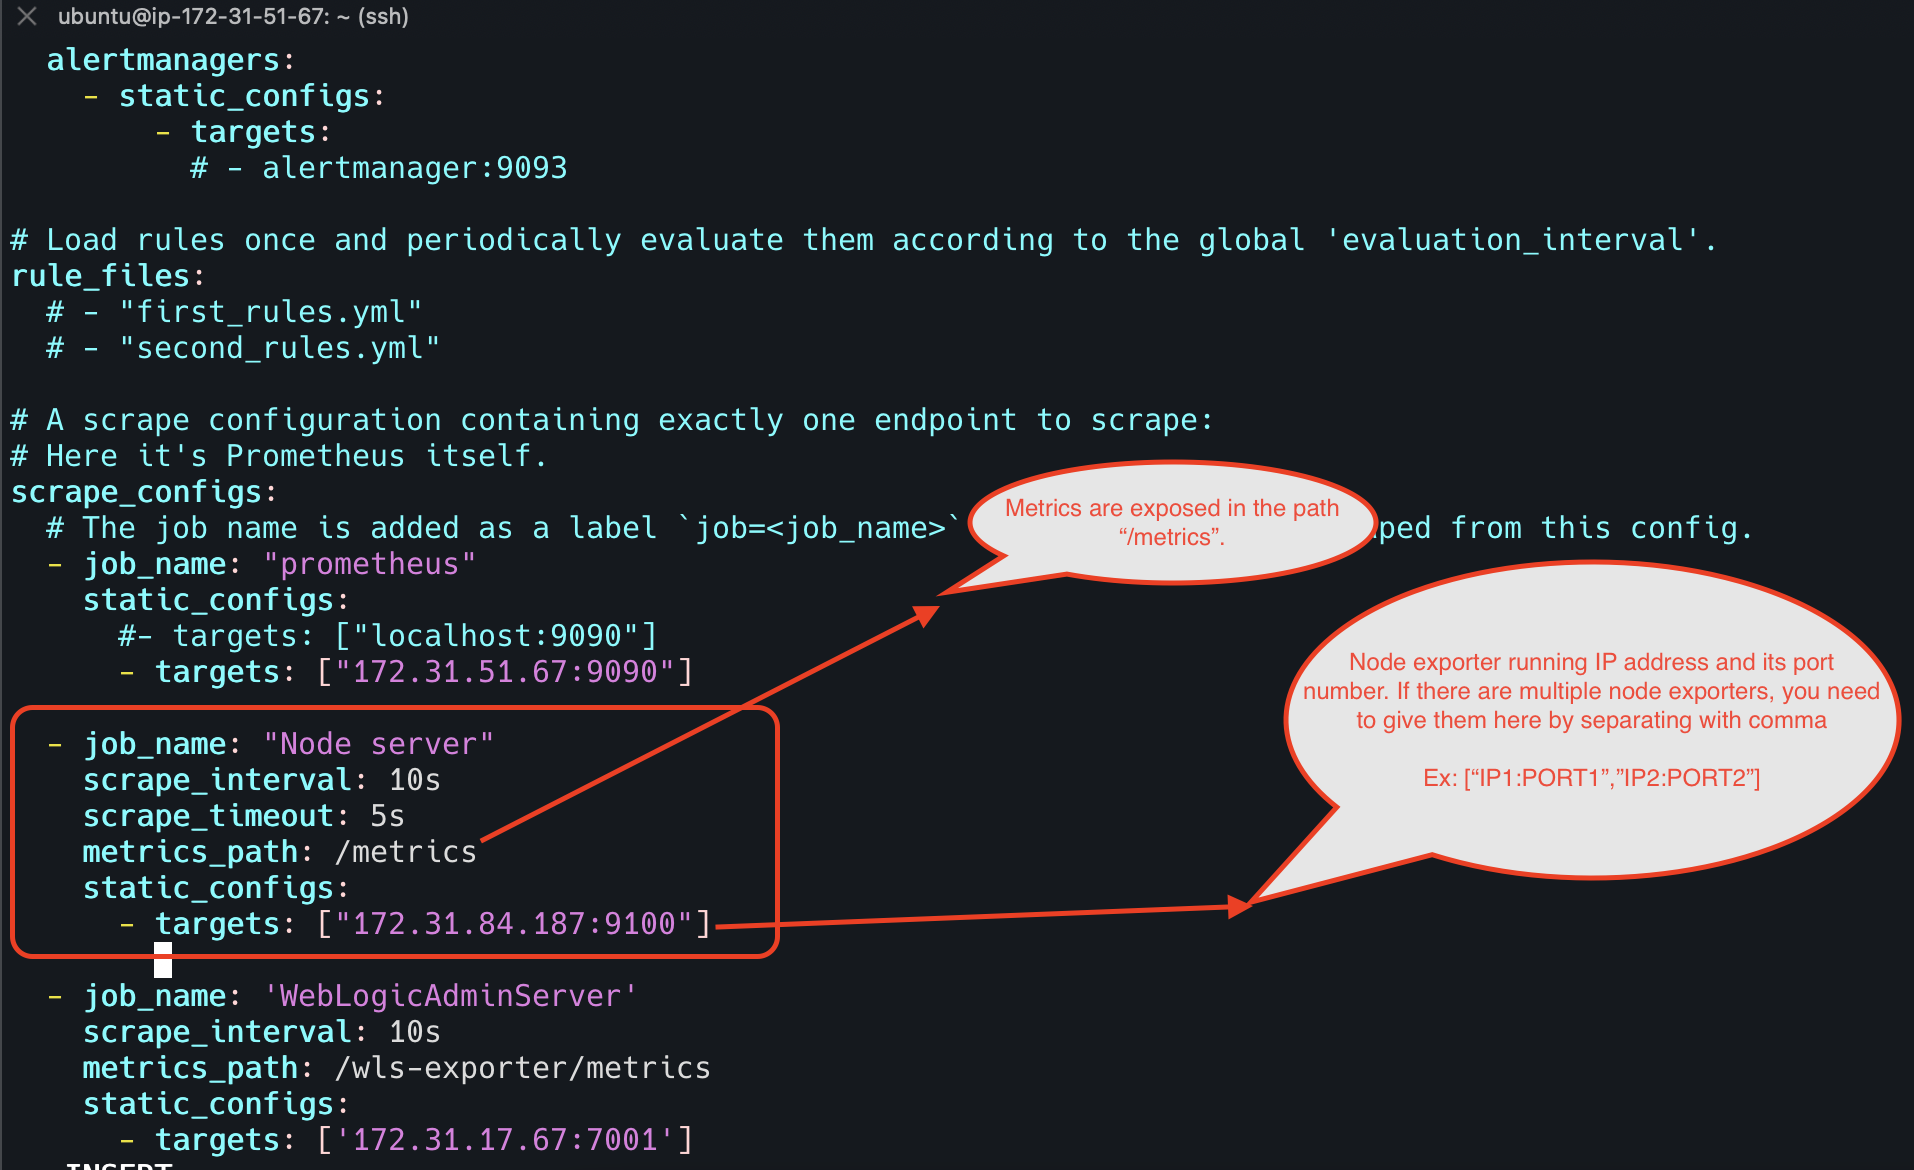 ubuntu@ip-172-31-51-67: ~ (ssh)
alertmanagers:
- static_configs:
- targets:
# - alertmanager:9093
# Load rules once and periodically evaluate them according to the global 'evaluation_interval'.
rule_files:
# - "first_rules.yml"
# - "second_rules.yml"
# A scrape configuration containing exactly one endpoint to scrape:
# Here it's Prometheus itself.
scrape_configs:
# The job name is added as a label `job=<job_name>` ped from this config.
Metrics are exposed in the path
“/metrics”.
- job_name: "prometheus"
static_configs:
#- targets: ["localhost:9090"]
- targets: ["172.31.51.67:9090"]
Node exporter running IP address and its port
number. If there are multiple node exporters, you need
to give them here by separating with comma
Ex: [“IP1:PORT1”,”IP2:PORT2”]
- job_name: "Node server"
scrape_interval: 10s
scrape_timeout: 5s
metrics_path: /metrics
static_configs:
- targets: ["172.31.84.187:9100"]
- job_name: 'WebLogicAdminServer'
scrape_interval: 10s
metrics_path: /wls-exporter/metrics
static_configs:
- targets: ['172.31.17.67:7001']
INSERT